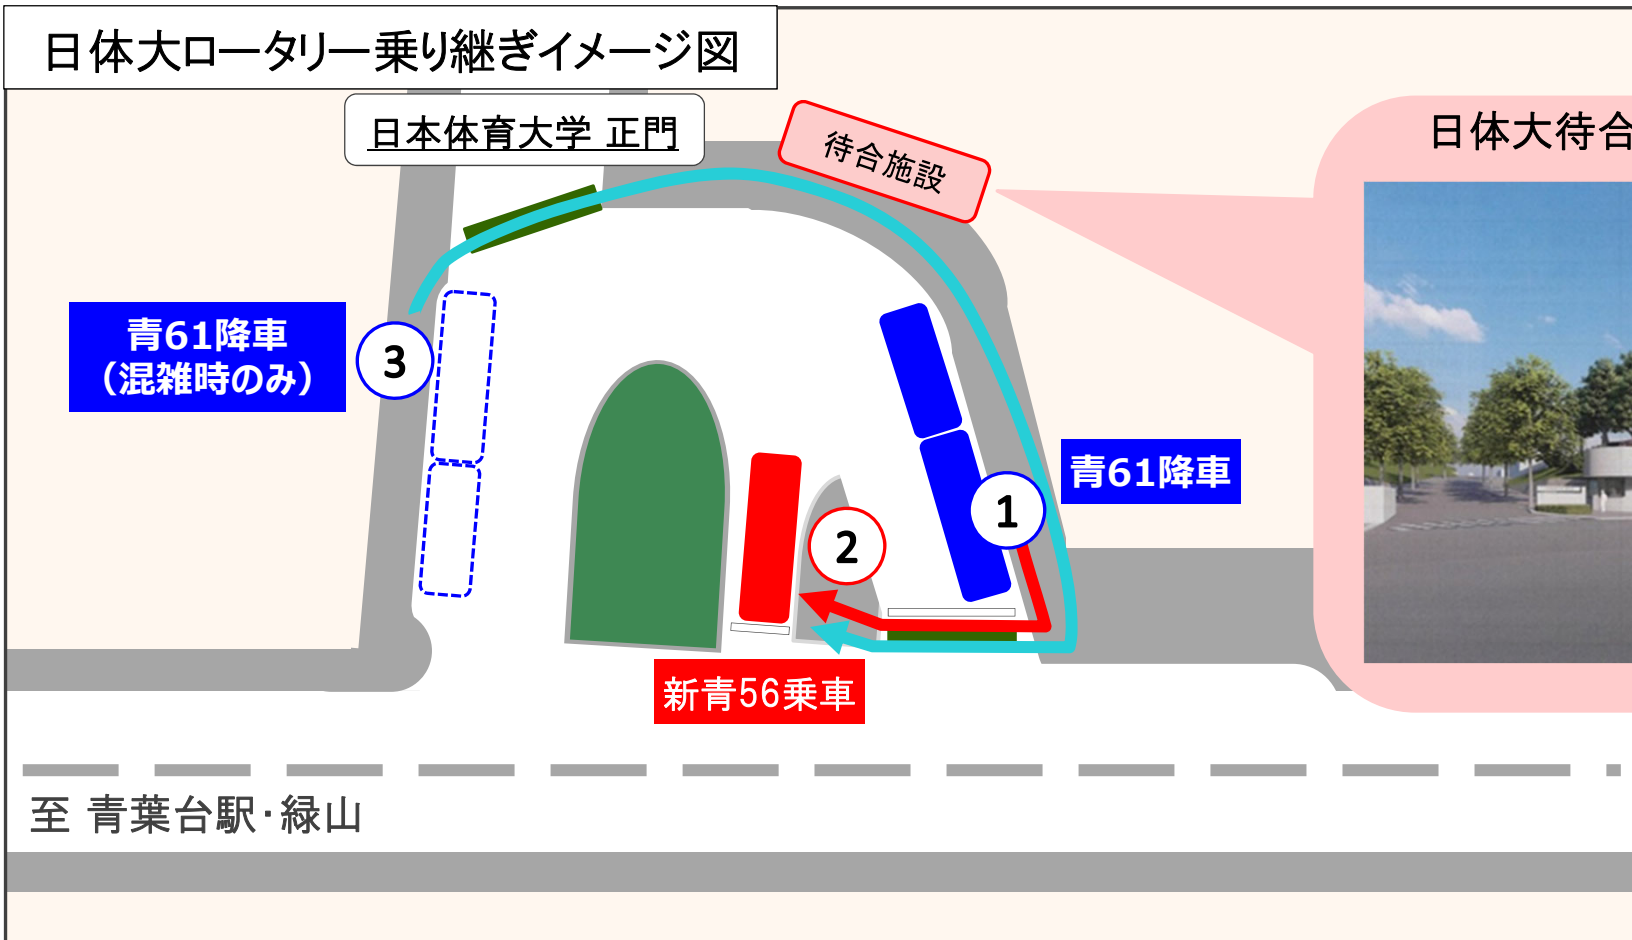 日体大ロータリー乗り継ぎイメージ図
日本体育大学 正門
待合施設
日体大待合
青61降車
（混雑時のみ）
3
青61降車
1
2
新青56乗車
至 青葉台駅・緑山